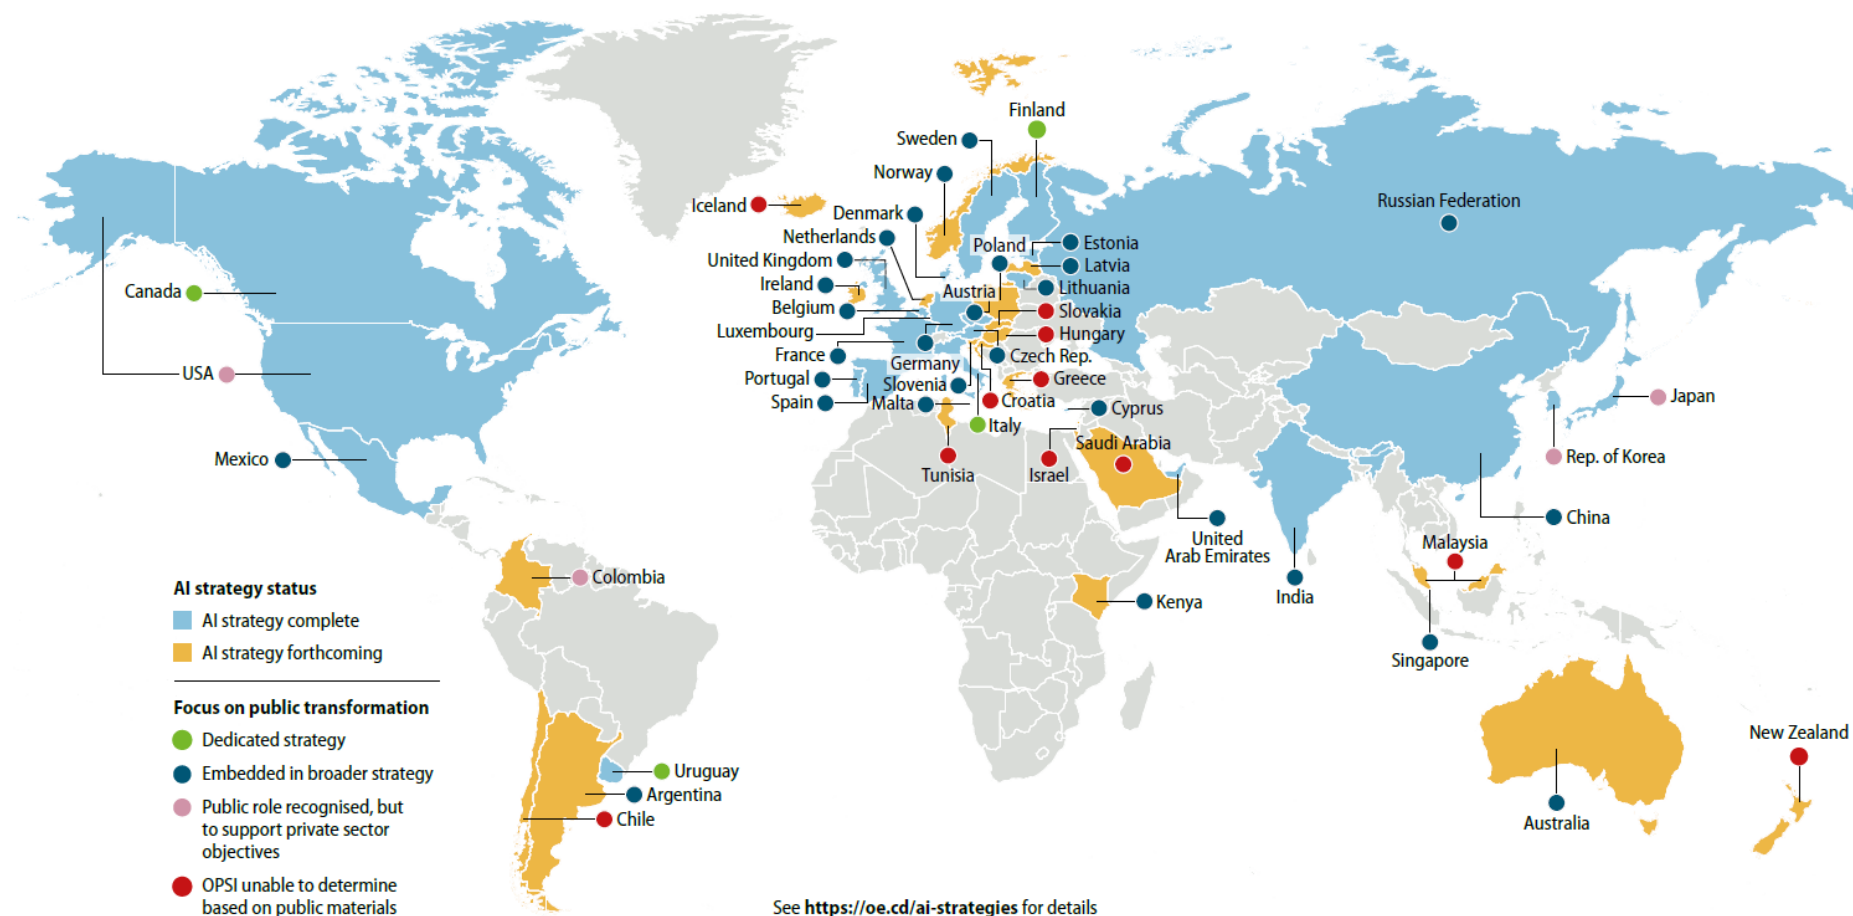 Finland
Sweden
Norway
Iceland
Denmark
Netherlands
Poland
Estonia
United Kingdom
Latvia
Ireland
Lithuania
Austria
Belgium
Slovakia
Luxembourg
Hungary
France
Germany
Czech Rep.
Portugal
Slovenia
Greece
Spain
Malta
Croatia
Cyprus
Italy
Saudi Arabia
Tunisia
Israel
Russian Federation
Canada
USA
Mexico
Japan
Rep. of Korea
China
United
Arab Emirates
Malaysia
India
Kenya
Singapore
Colombia
Uruguay
Argentina
Chile
Australia
New Zealand
AI strategy status
AI strategy complete
AI strategy forthcoming
Focus on public transformation
Dedicated strategy
Embedded in broader strategy
Public role recognised, but
to support private sector
objectives
OPSI unable to determine
based on public materials
See https://oe.cd/ai-strategies for details